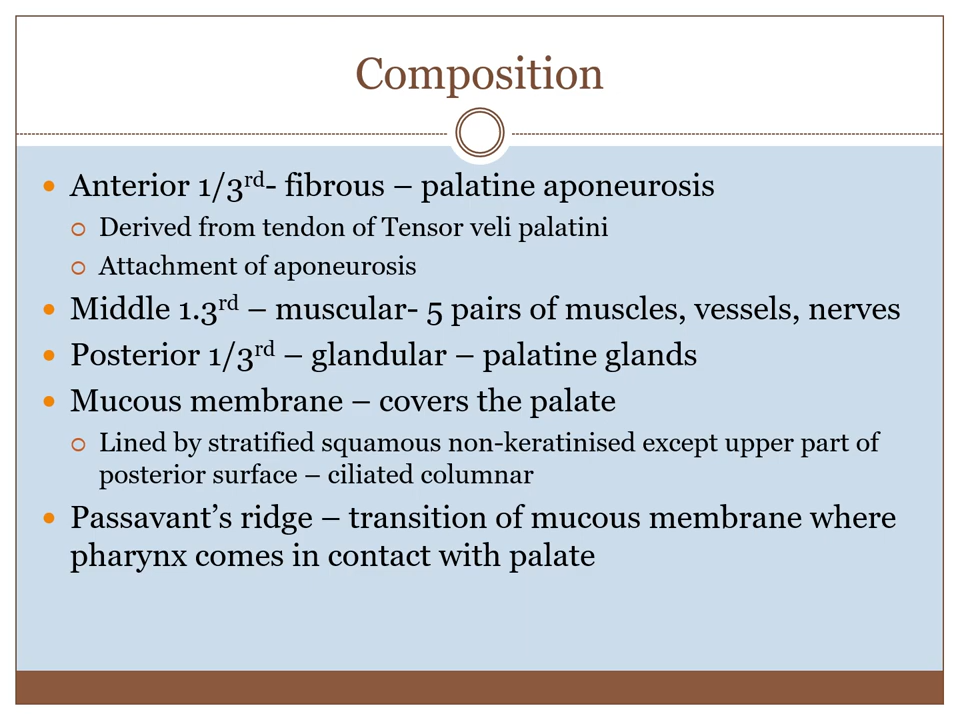 Composition
Anterior 1/3rd- fibrous – palatine aponeurosis
Derived from tendon of Tensor veli palatini
Attachment of aponeurosis
Middle 1.3rd – muscular- 5 pairs of muscles, vessels, nerves
Posterior 1/3rd – glandular – palatine glands
Mucous membrane – covers the palate
Lined by stratified squamous non-keratinised except upper part of
posterior surface – ciliated columnar
Passavant’s ridge – transition of mucous membrane where
pharynx comes in contact with palate